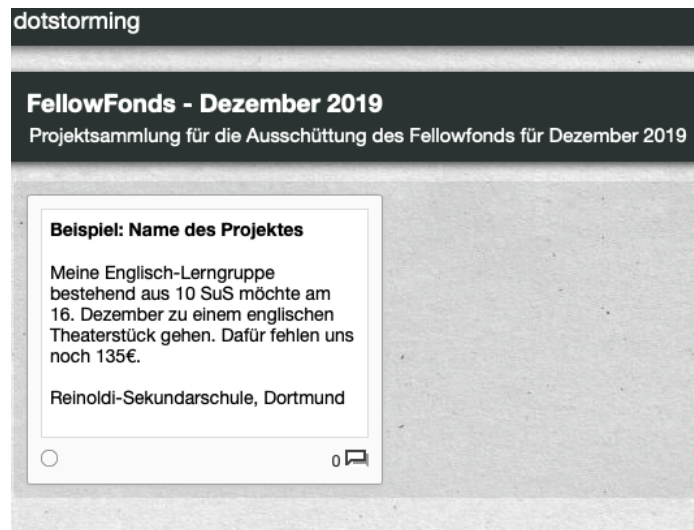 dotstorming
FellowFonds - Dezember 2019
Projektsammlung für die Ausschüttung des Fellowfonds für Dezember 2019
Beispiel: Name des Projektes
Meine Englisch-Lerngruppe
bestehend aus 10 SuS möchte am
16. Dezember zu einem englischen
Theaterstück gehen. Dafür fehlen uns
noch 135€.
Reinoldi-Sekundarschule, Dortmund
0